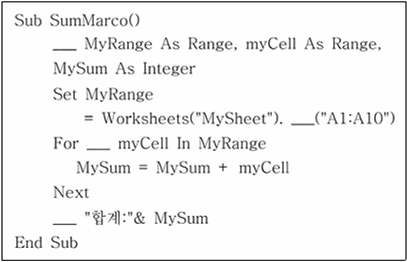 Sub SumMarco()
___ MyRange As Range, myCell As Range,
MySum As Integer
Set MyRange
= Worksheets("MySheet"). ___("A1:A10")
For ___ myCell In MyRange
MySum = MySum + myCell
Next
___ "합계:"& MySum
End Sub